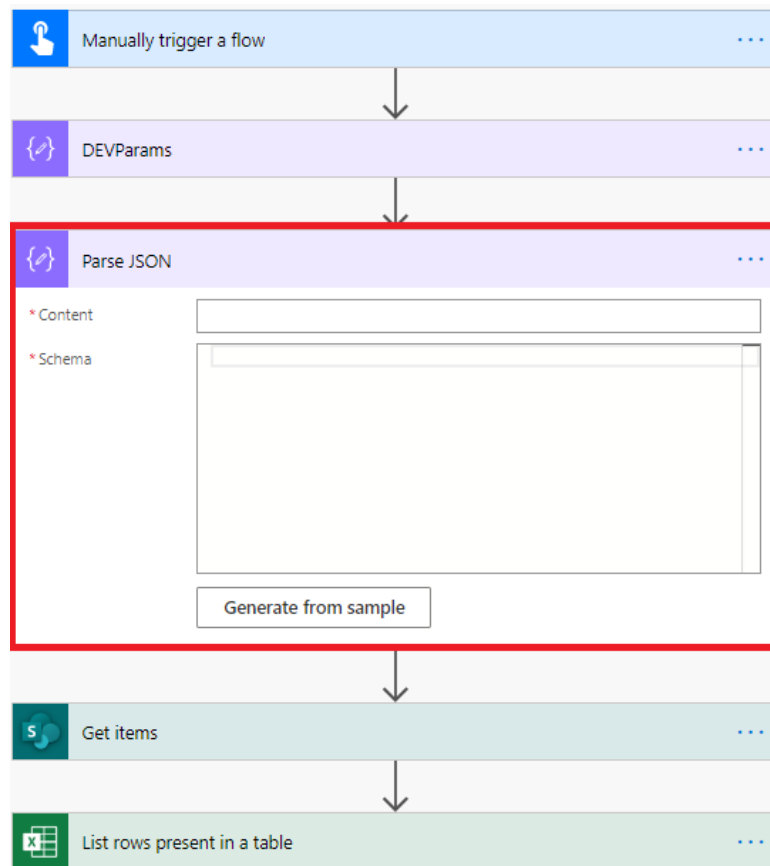 Manually trigger a flow
DEVParams
Parse JSON
* Content
* Schema
Generate from sample
S
Get items
X
List rows present in a table